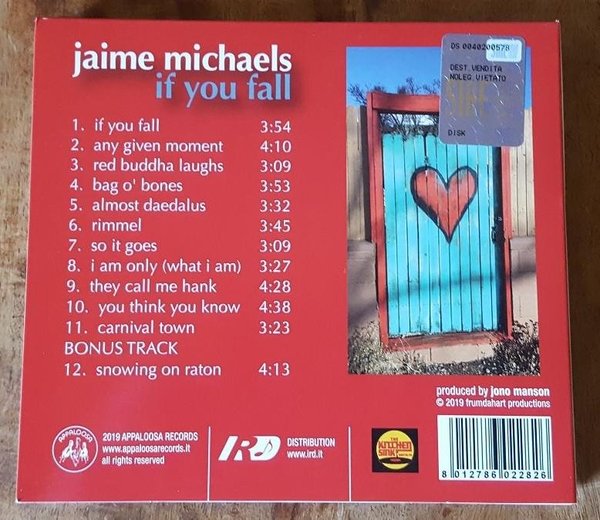 jaime michaels
if you fall
1. if you fall 3:54
2. any given moment 4:10
3. red buddha laughs 3:09
4. bag o' bones 3:53
5. almost daedalus 3:32
6. rimmel 3:45
7. so it goes 3:09
8. i am only (what i am) 3:27
9. they call me hank 4:28
10. you think you know 4:38
11. carnival town 3:23
BONUS TRACK
12. snowing on raton 4:13
DS 0040200578
DEST.VENDITA
NOLEG.VIETATO
DISK
produced by jono manson
© 2019 frumdahart productions
APPALOOSA
2019 APPALOOSA RECORDS
www.appaloosarecords.it
all rights reserved
IRD
DISTRIBUTION
www.ird.it
THE
KITCHEN
SINK
8 012786 022826